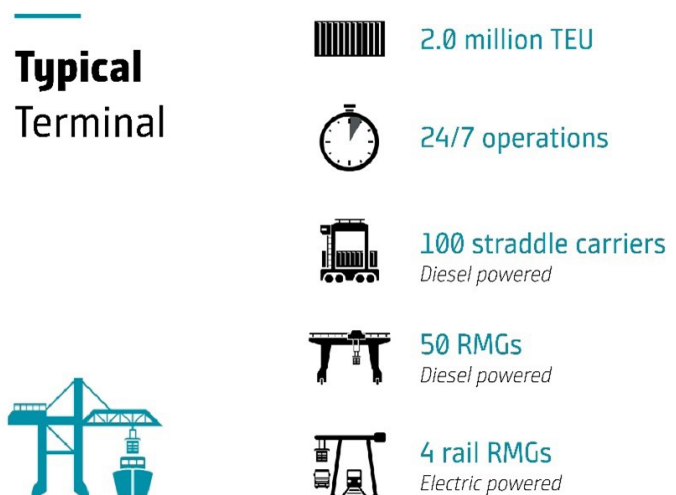 Typical
Terminal
2.0 million TEU
24/7 operations
100 straddle carriers
Diesel powered
50 RMGs
Diesel powered
4 rail RMGs
Electric powered